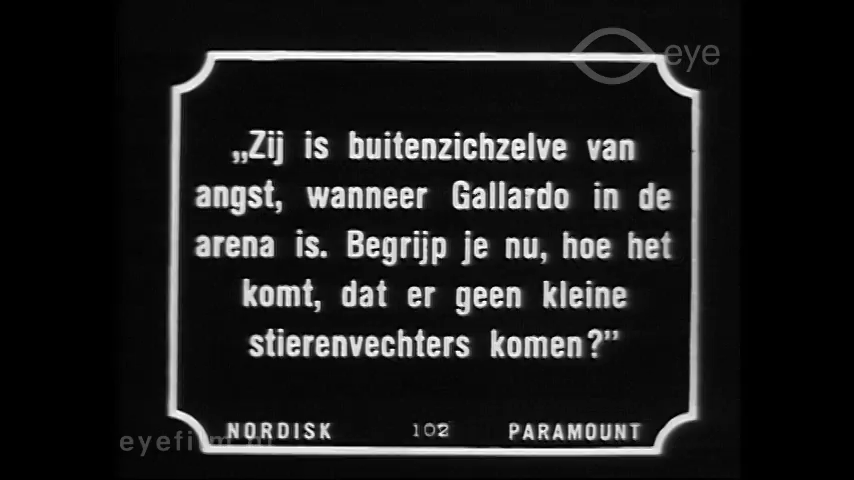 eye
„Zij is buitenzichzelve van
angst, wanneer Gallardo in de
arena is. Begrijp je nu, hoe het
komt, dat er geen kleine
stierenvechters komen?”
NORDISK 102 PARAMOUNT
eyefilm.nl